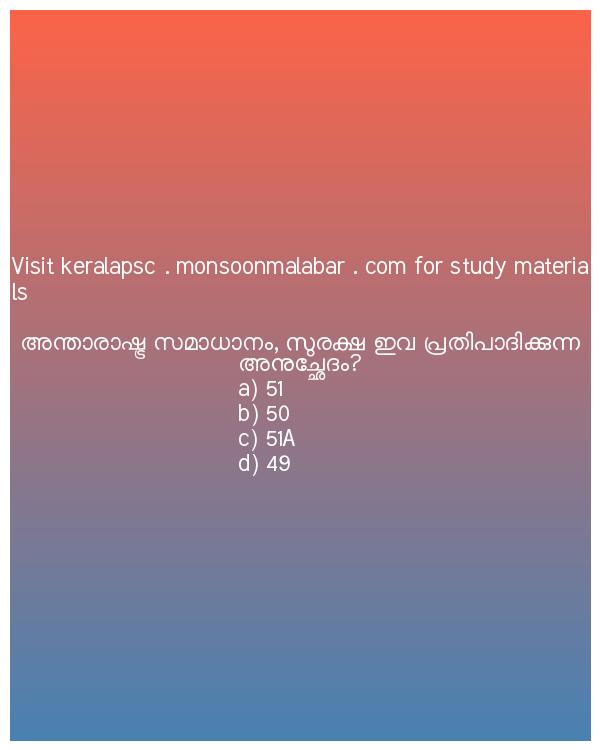 Visit keralapsc . monsoonmalabar . com for study materia
ls
അന്താരാഷ്ട്ര സമാധാനം, സുരക്ഷ ഇവ പ്രതിപാദിക്കുന്ന
അനുച്ഛേദം?
a) 51
b) 50
c) 51A
d) 49